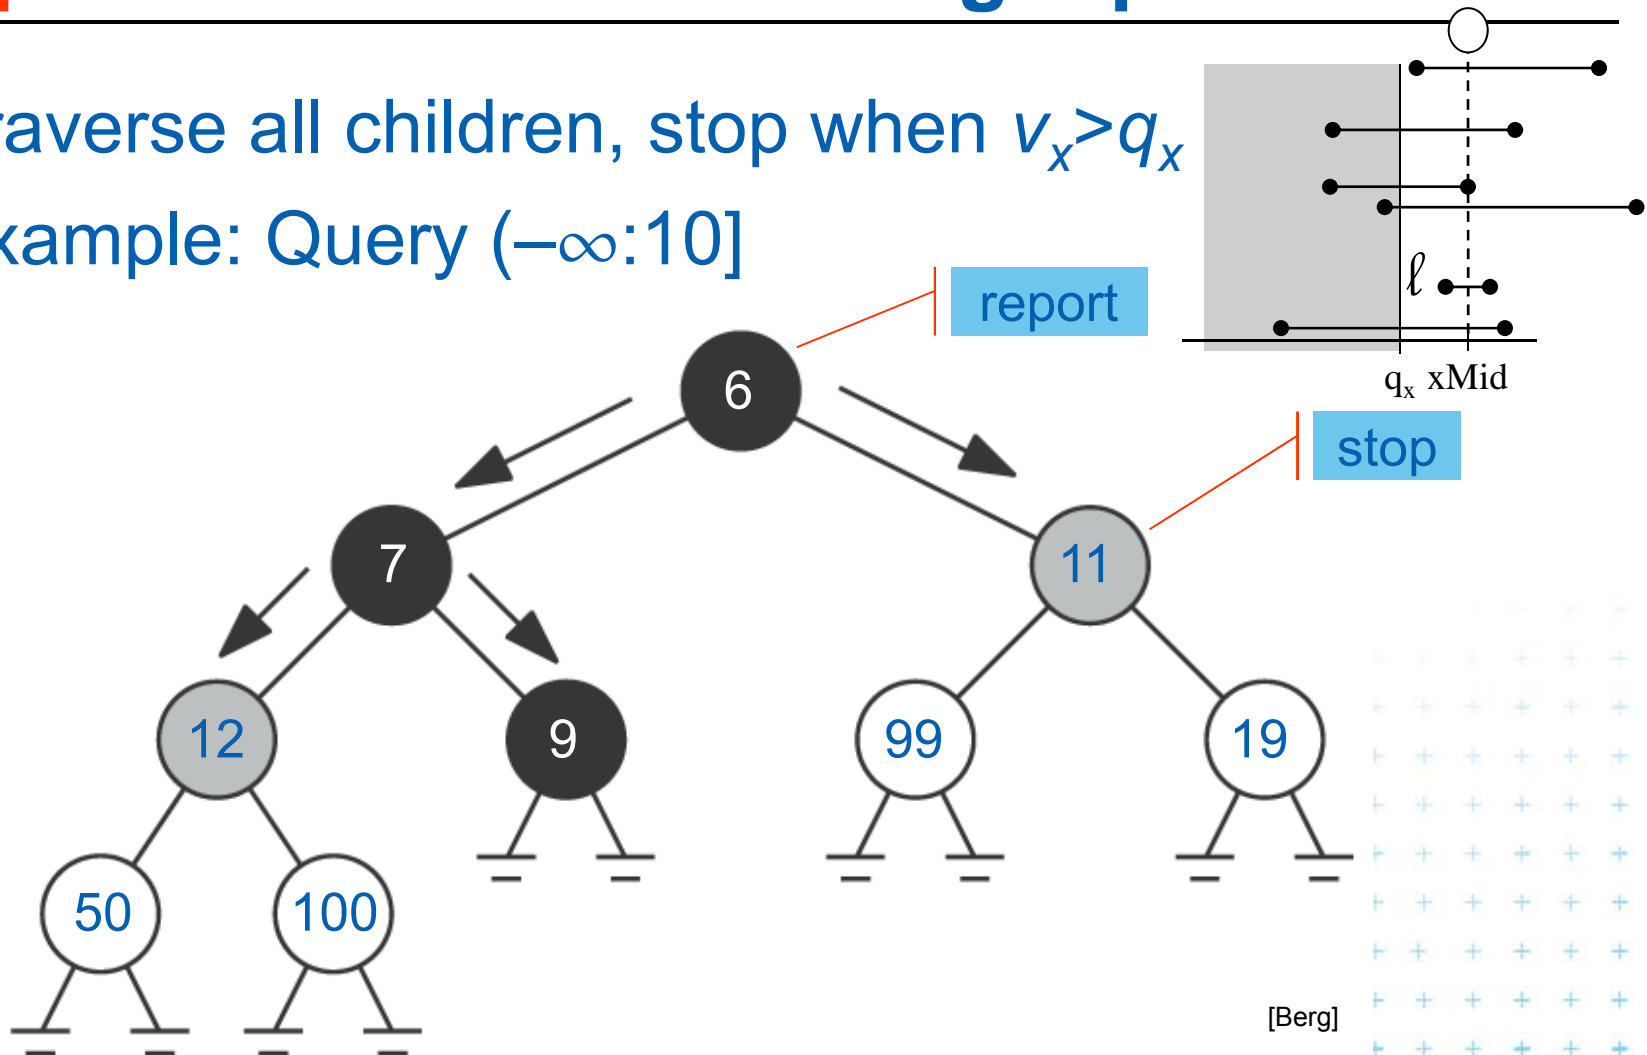 raverse all children, stop when vₓ>qₓ
xample: Query (–∞:10]
report
ℓ
qₓ xMid
6
stop
7
11
12
9
99
19
50
100
[Berg]